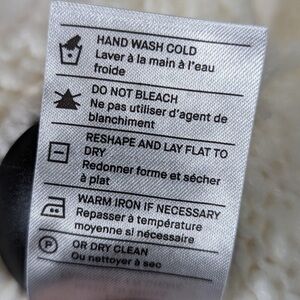 HAND WASH COLD
Laver à la main à l'eau
froide
DO NOT BLEACH
Ne pas utiliser d'agent de
blanchiment
RESHAPE AND LAY FLAT TO
DRY
Redonner forme et sécher
à plat
WARM IRON IF NECESSARY
Repasser à température
moyenne si nécessaire
P OR DRY CLEAN
Ou nettoyer à sec